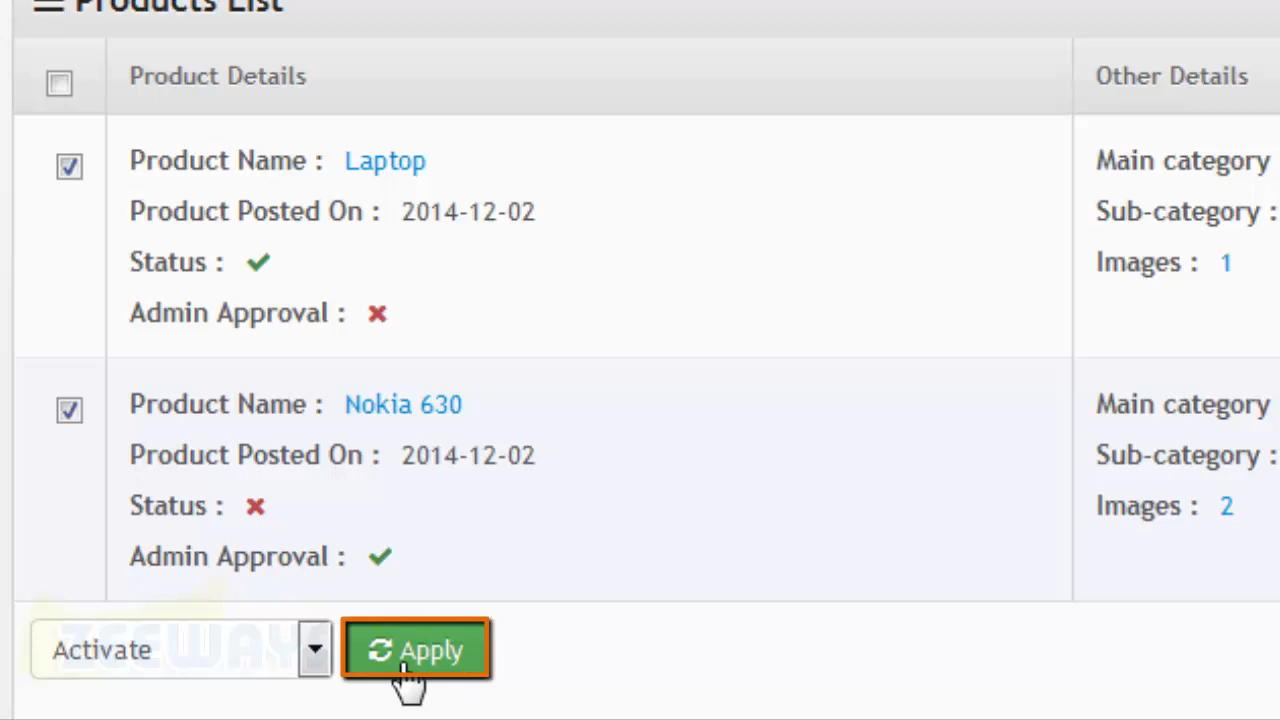 Products List
Product Details
Other Details
Product Name : Laptop
Main category
Product Posted On : 2014-12-02
Sub-category :
Status :
Images : 1
Admin Approval :
Product Name : Nokia 630
Main category
Product Posted On : 2014-12-02
Sub-category :
Status :
Images : 2
Admin Approval :
Activate
Apply